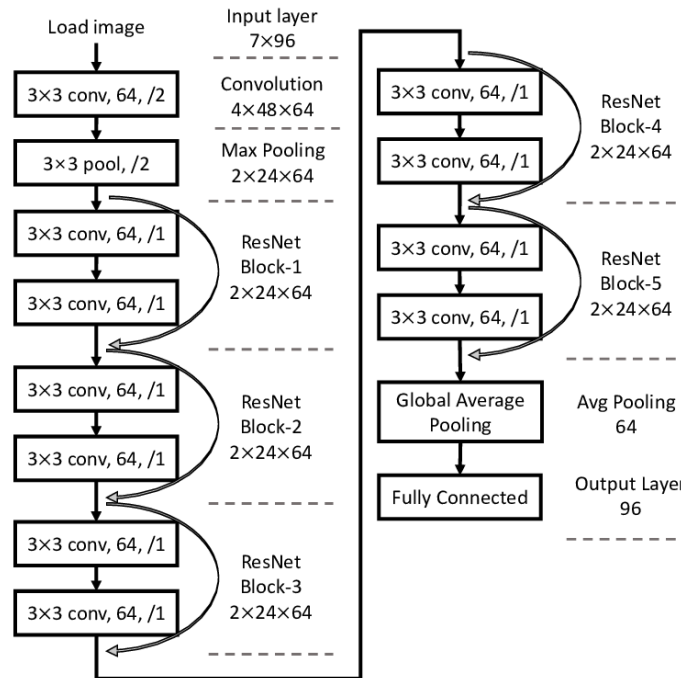 Load image
Input layer
7×96
3×3 conv, 64, /2
Convolution
4×48×64
3×3 pool, /2
Max Pooling
2×24×64
3×3 conv, 64, /1
3×3 conv, 64, /1
ResNet
Block-1
2×24×64
3×3 conv, 64, /1
3×3 conv, 64, /1
ResNet
Block-2
2×24×64
3×3 conv, 64, /1
3×3 conv, 64, /1
ResNet
Block-3
2×24×64
3×3 conv, 64, /1
3×3 conv, 64, /1
ResNet
Block-4
2×24×64
3×3 conv, 64, /1
3×3 conv, 64, /1
ResNet
Block-5
2×24×64
Global Average
Pooling
Avg Pooling
64
Fully Connected
Output Layer
96